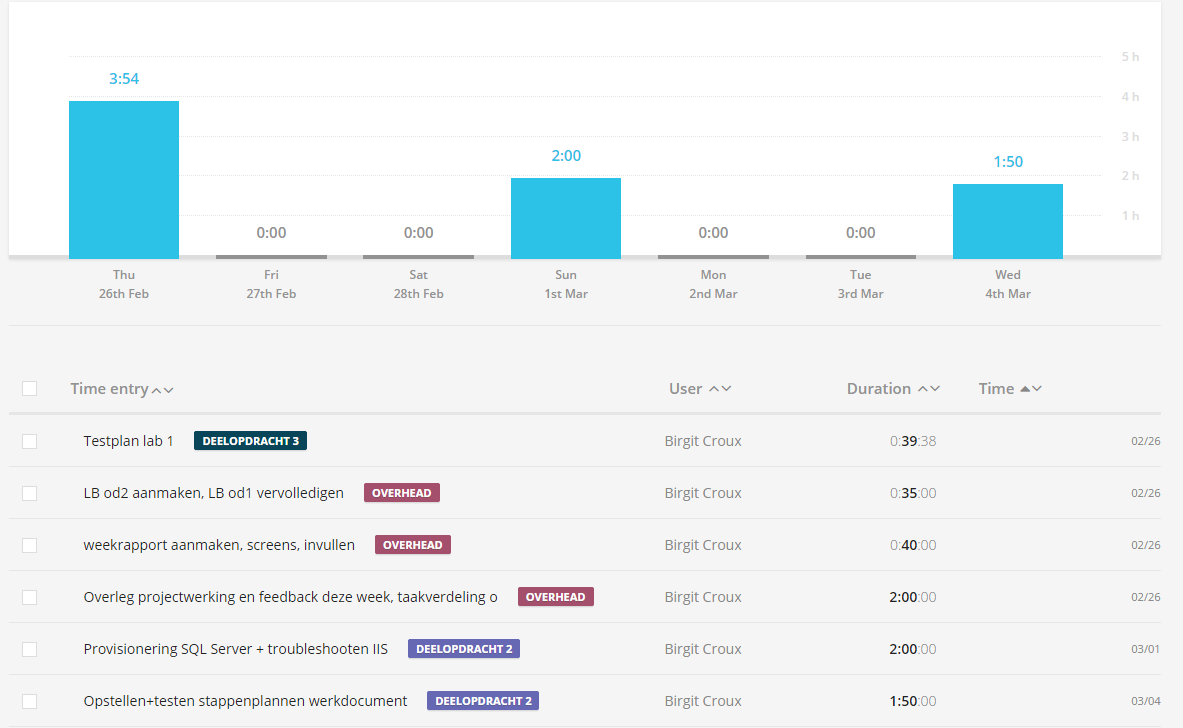 5 h
3:54
4 h
3 h
2:00
1:50
2 h
1 h
0:00 0:00 0:00 0:00
Thu Fri Sat Sun Mon Tue Wed
26th Feb 27th Feb 28th Feb 1st Mar 2nd Mar 3rd Mar 4th Mar
Time entry User Duration Time
Testplan lab 1 DEELOPDRACHT 3 Birgit Croux 0:39:38 02/26
LB od2 aanmaken, LB od1 vervolledigen OVERHEAD Birgit Croux 0:35:00 02/26
weekrapport aanmaken, screens, invullen OVERHEAD Birgit Croux 0:40:00 02/26
Overleg projectwerking en feedback deze week, taakverdeling o OVERHEAD Birgit Croux 2:00:00 02/26
Provisionering SQL Server + troubleshooten IIS DEELOPDRACHT 2 Birgit Croux 2:00:00 03/01
Opstellen+testen stappenplannen werkdocument DEELOPDRACHT 2 Birgit Croux 1:50:00 03/04